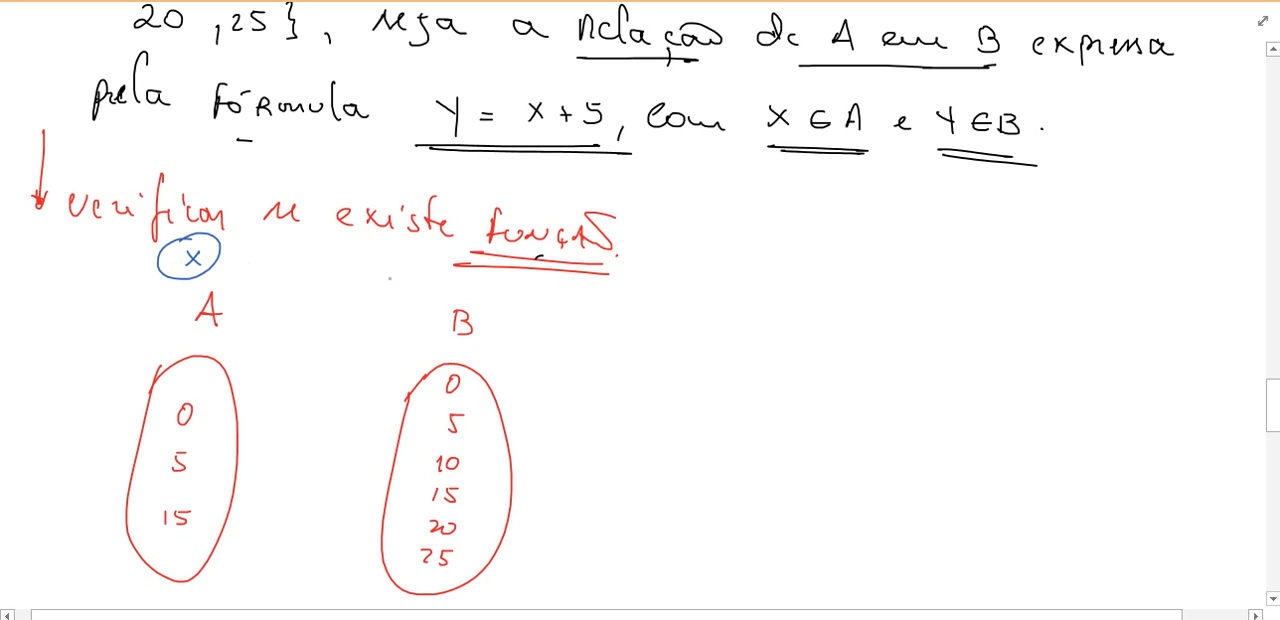 20 , 25 } , seja a relação de A em B expressa
pela fórmula Y = X + 5 , com X ∈ A e Y ∈ B .
verificar se existe função.
X
A B
0
0
5
5
10
15
15
20
25